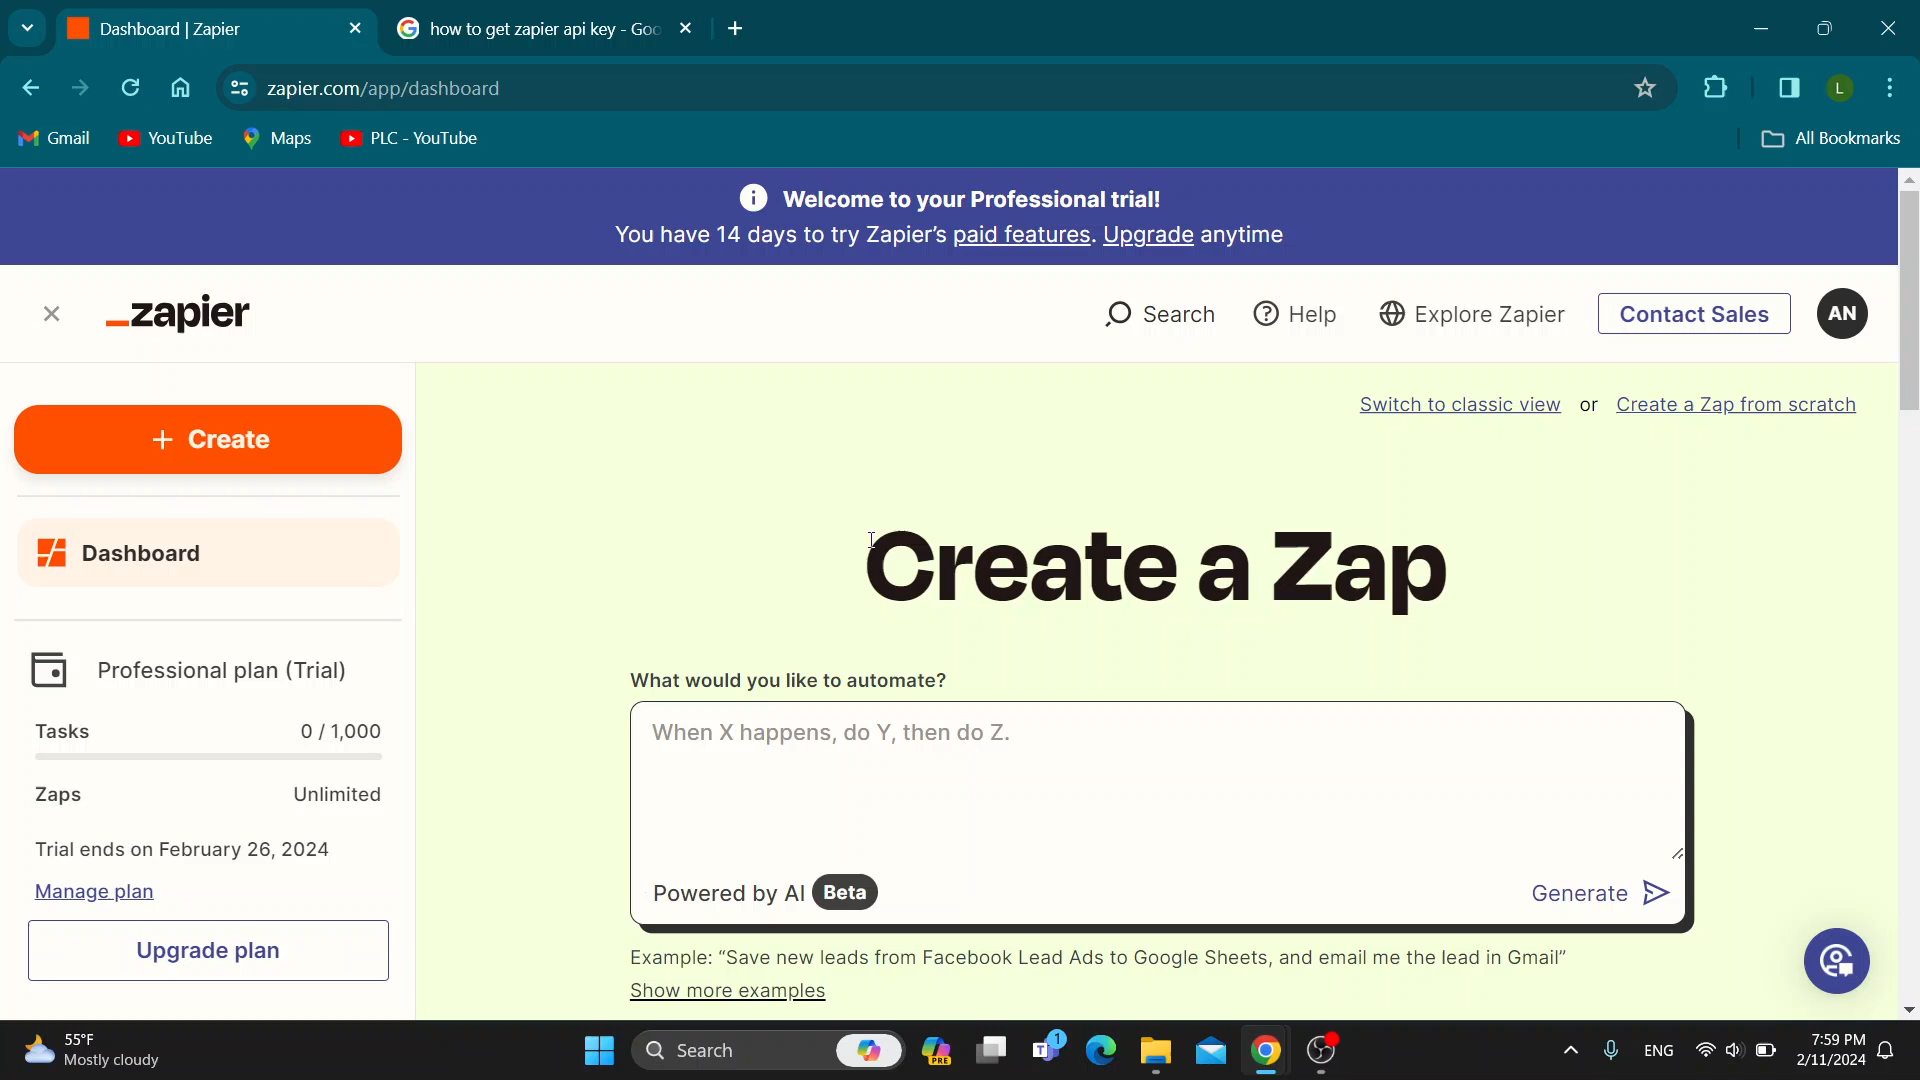 Dashboard | Zapier
how to get zapier api key - Goo
zapier.com/app/dashboard
L
Gmail
YouTube
Maps
PLC - YouTube
All Bookmarks
Welcome to your Professional trial!
You have 14 days to try Zapier's paid features. Upgrade anytime
zapier
Search
Help
Explore Zapier
Contact Sales
AN
+ Create
Switch to classic view or Create a Zap from scratch
Dashboard
Create a Zap
Professional plan (Trial)
Tasks 0 / 1,000
Zaps Unlimited
Trial ends on February 26, 2024
Manage plan
Upgrade plan
What would you like to automate?
When X happens, do Y, then do Z.
Powered by AI Beta
Generate
Example: “Save new leads from Facebook Lead Ads to Google Sheets, and email me the lead in Gmail”
Show more examples
55°F
Mostly cloudy
Search
PRE
1
ENG
7:59 PM
2/11/2024